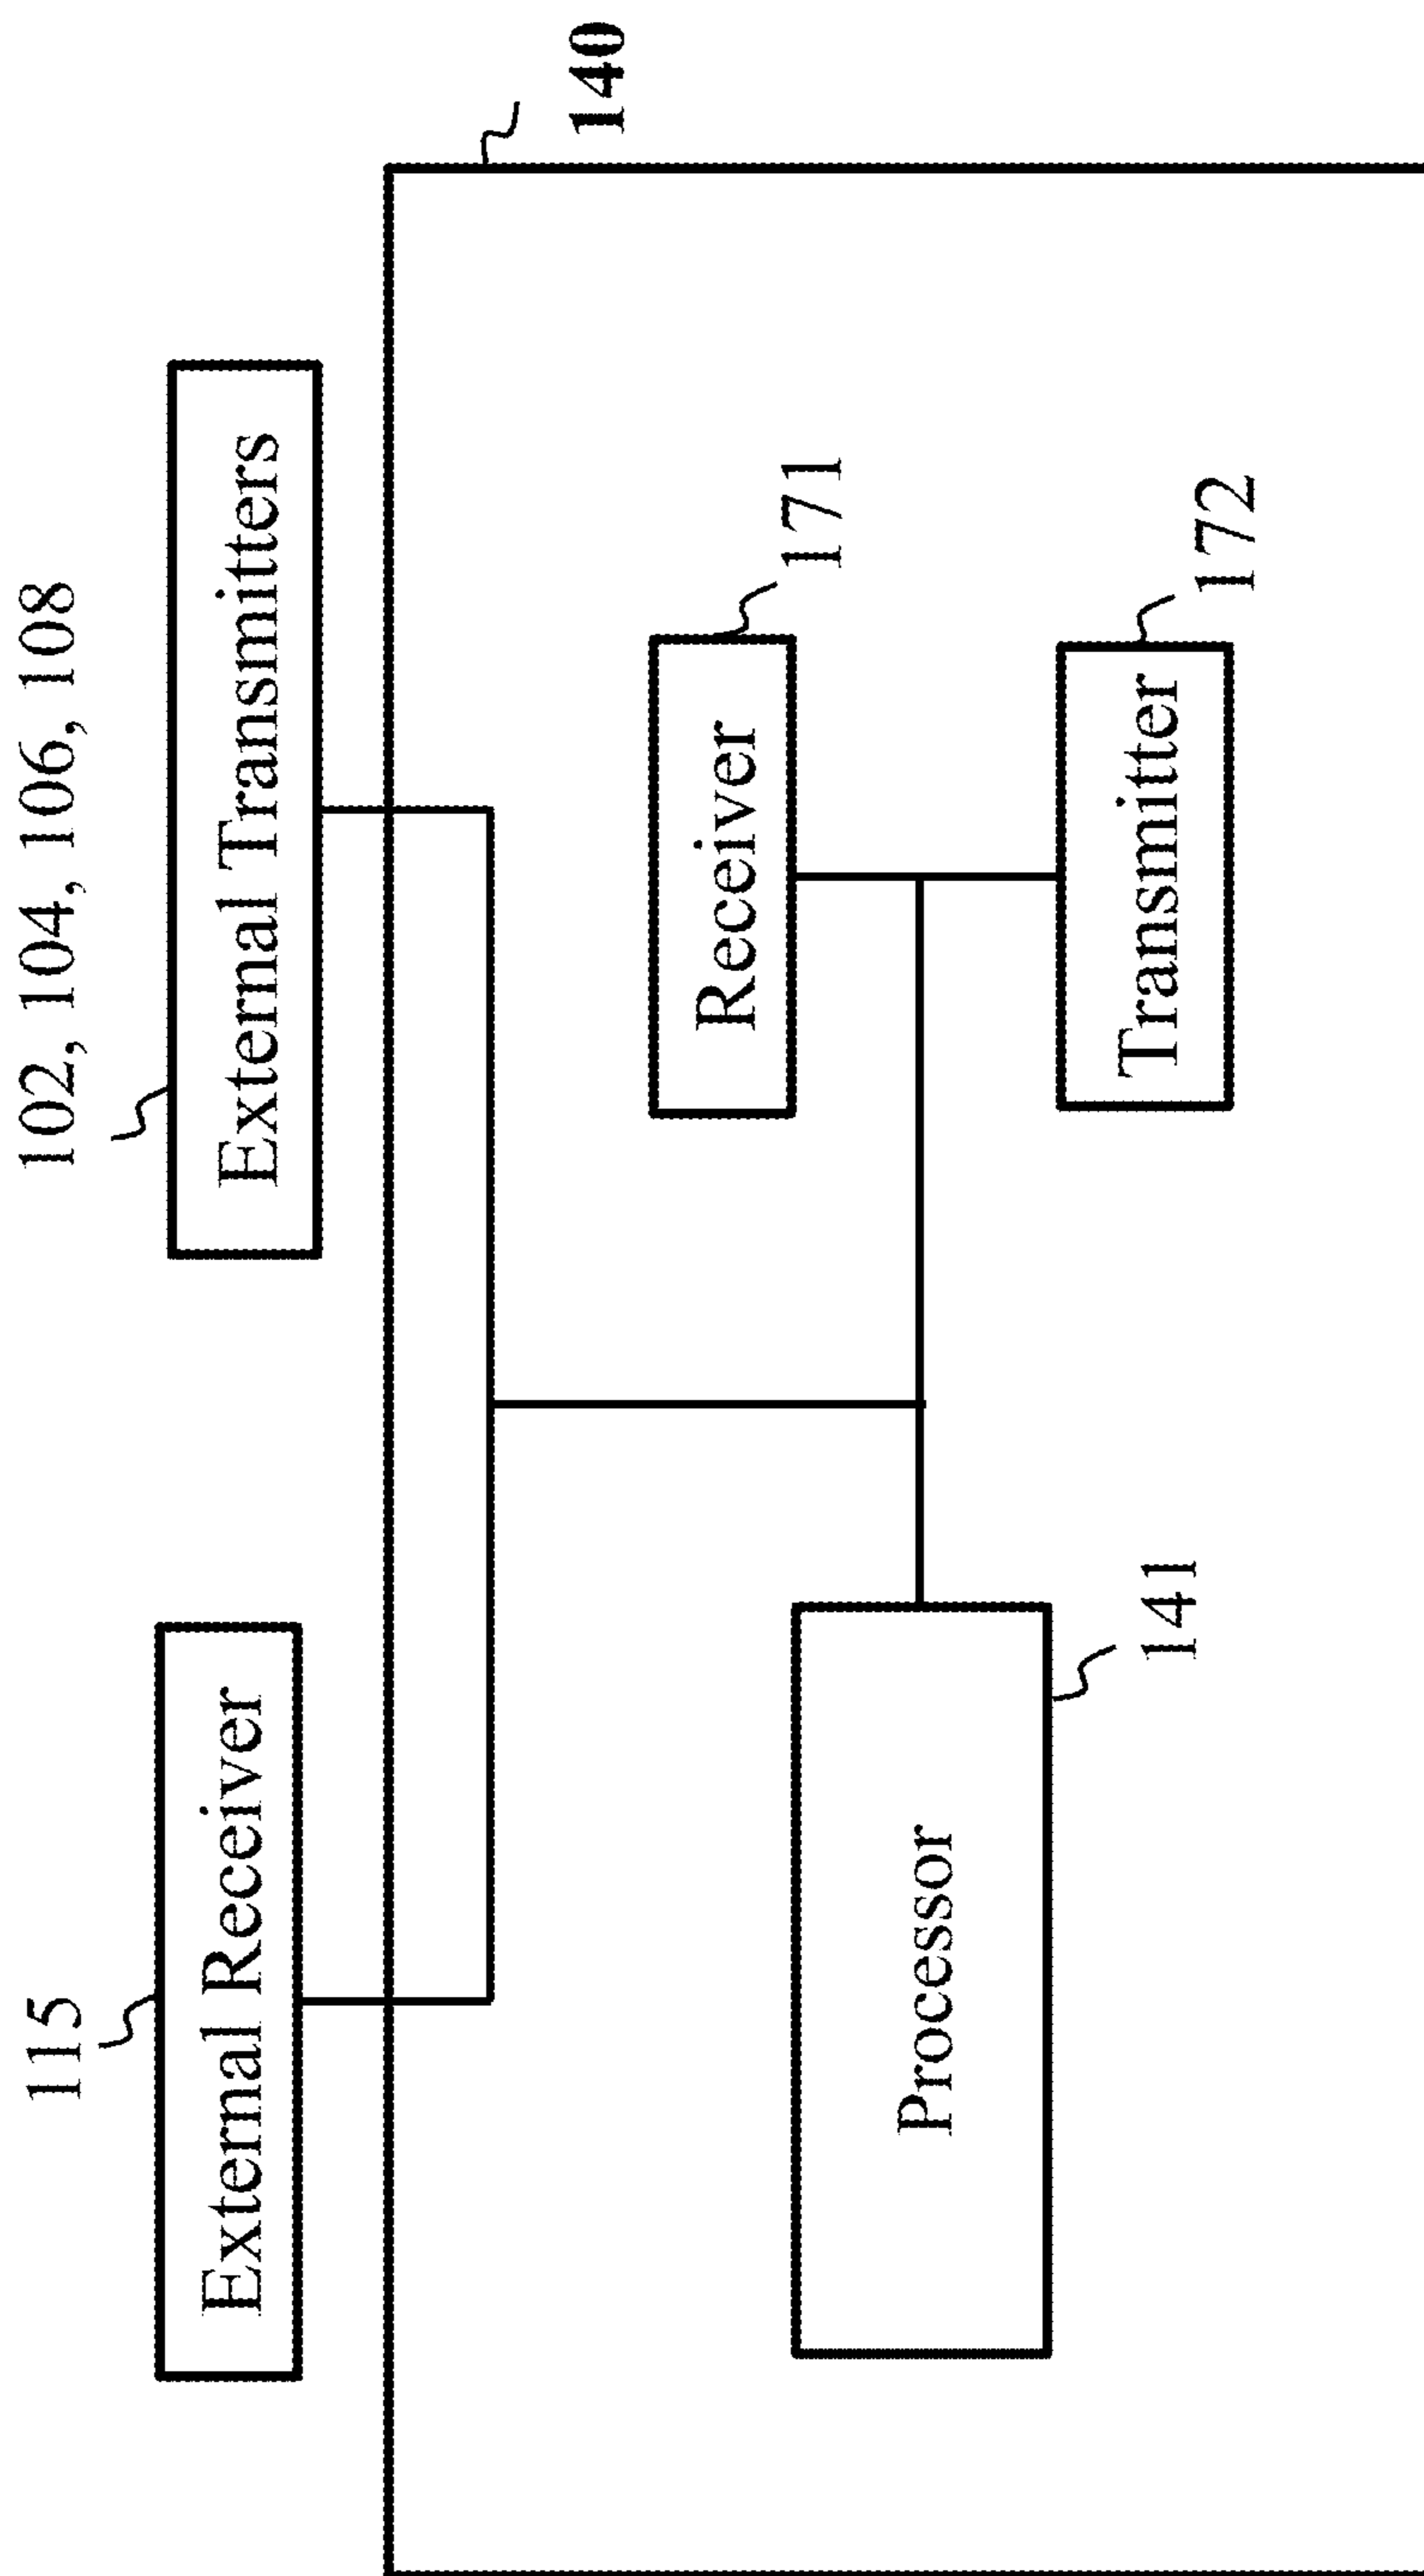 115
102, 104, 106, 108
External Receiver
External Transmitters
140
Receiver
171
Processor
141
Transmitter
172